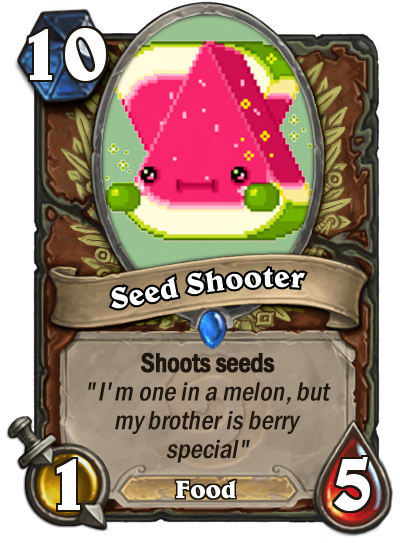 10
Seed Shooter
Shoots seeds
"I'm one in a melon, but
my brother is berry
special"
1
Food
5